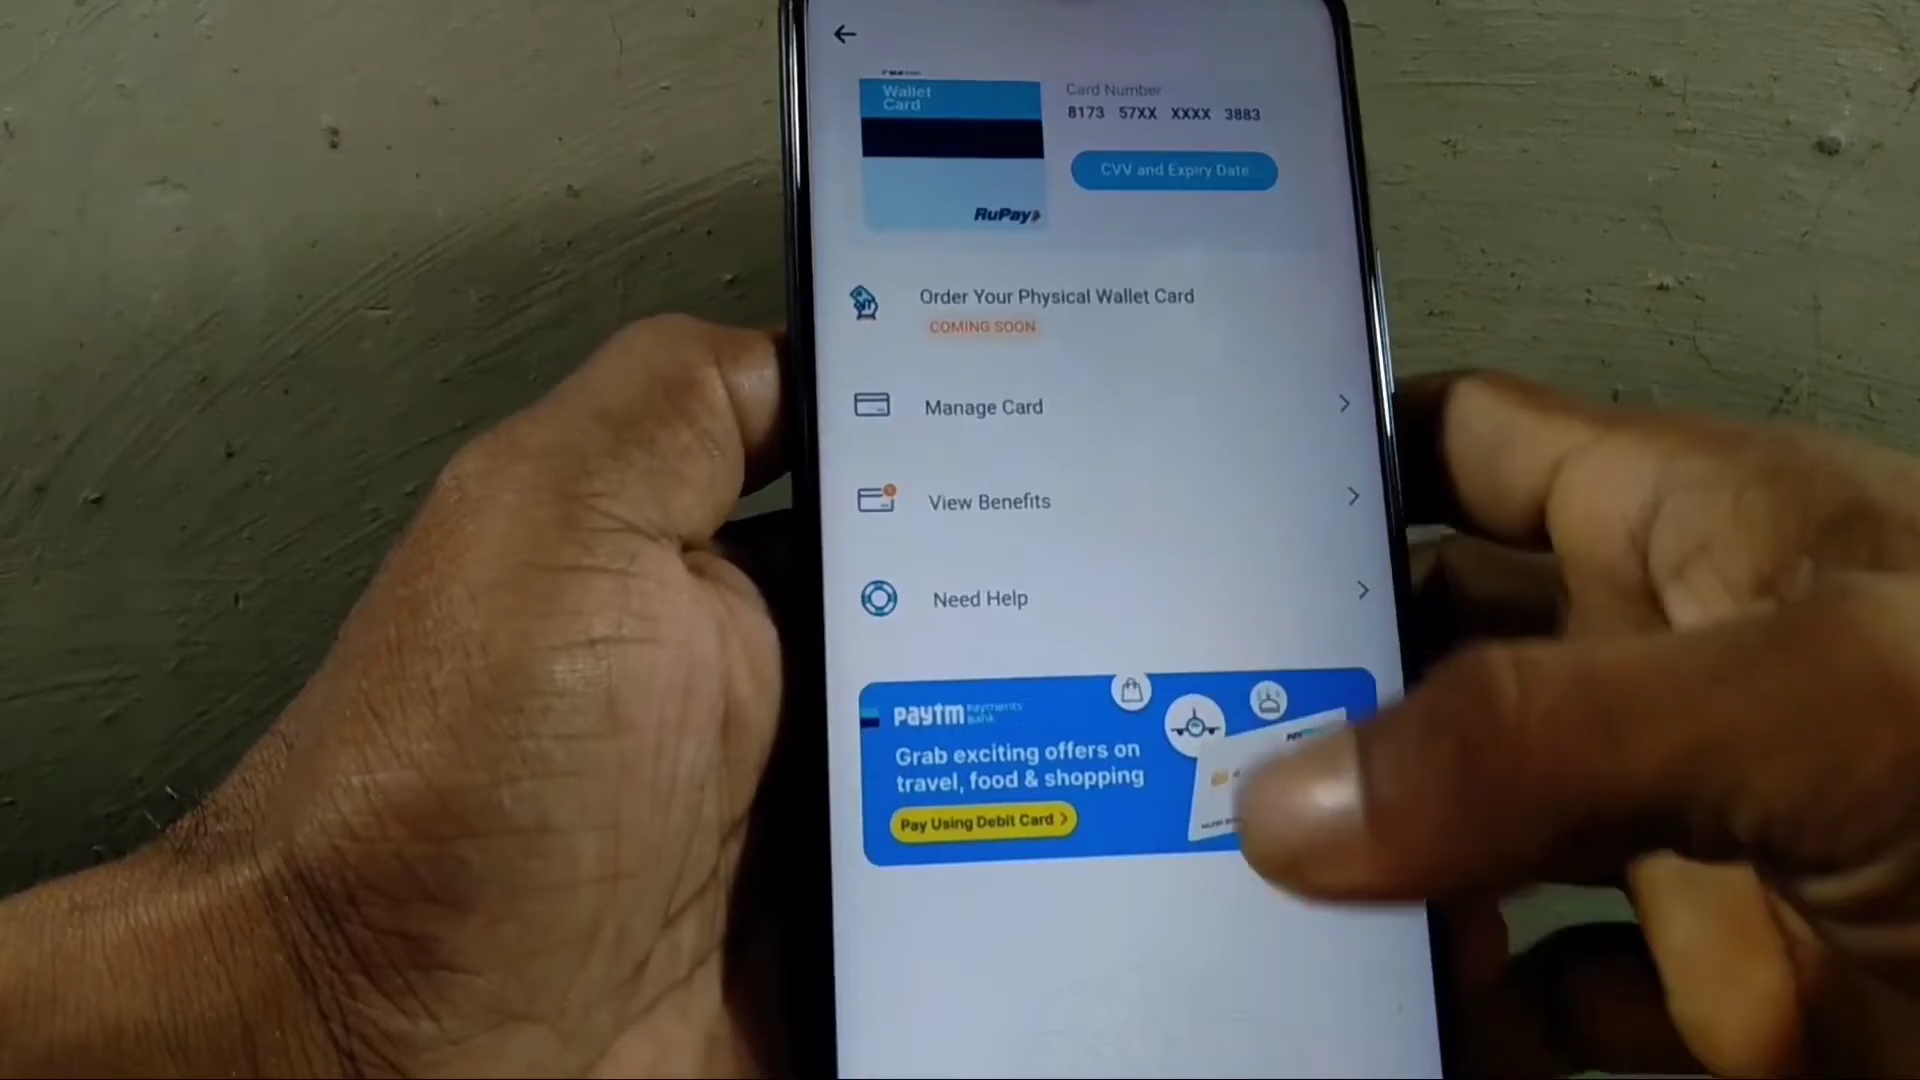 Wallet
Card
RuPay
Card Number
8173 57XX XXXX 3883
CVV and Expiry Date
Order Your Physical Wallet Card
COMING SOON
Manage Card
View Benefits
Need Help
paytm Payments
Bank
Grab exciting offers on
travel, food & shopping
Pay Using Debit Card